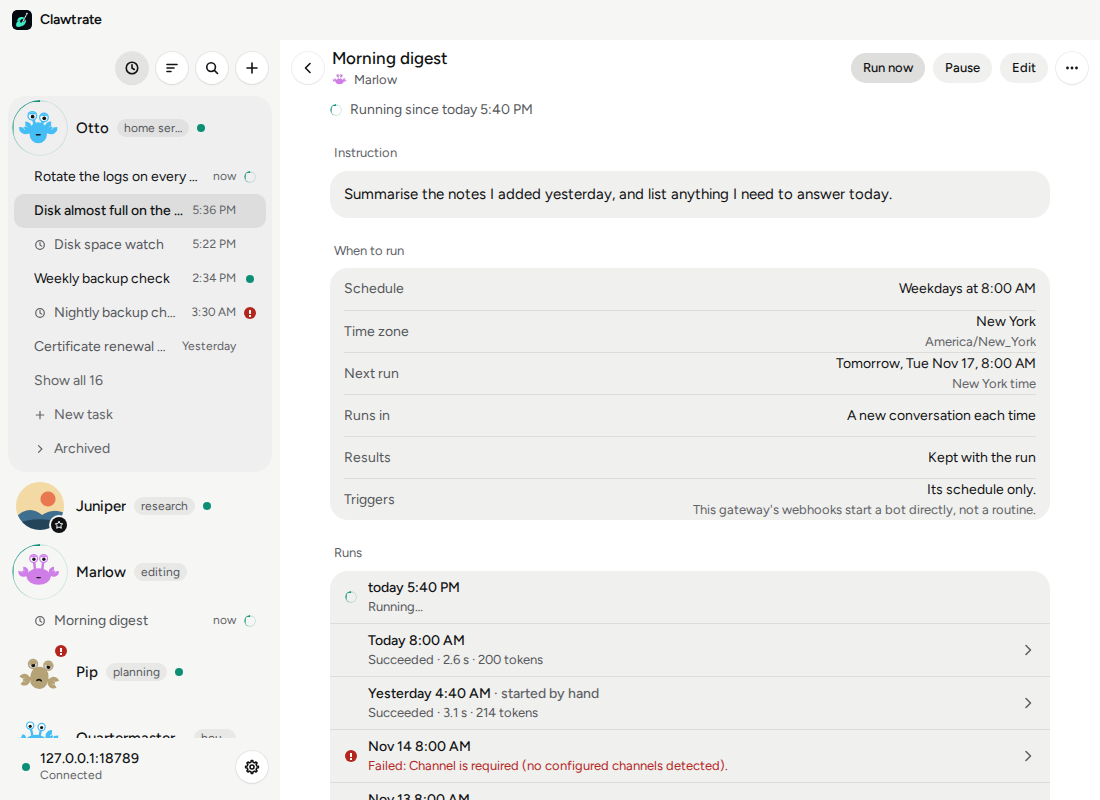 Clawtrate
Otto
home ser...
Rotate the logs on every ...
now
Disk almost full on the ...
5:36 PM
Disk space watch
5:22 PM
Weekly backup check
2:34 PM
Nightly backup ch...
3:30 AM
Certificate renewal ...
Yesterday
Show all 16
New task
Archived
Juniper
research
Marlow
editing
Morning digest
now
Pip
planning
127.0.0.1:18789
Connected
Morning digest
Marlow
Run now
Pause
Edit
Running since today 5:40 PM
Instruction
Summarise the notes I added yesterday, and list anything I need to answer today.
When to run
Schedule
Weekdays at 8:00 AM
Time zone
New York
America/New_York
Next run
Tomorrow, Tue Nov 17, 8:00 AM
New York time
Runs in
A new conversation each time
Results
Kept with the run
Triggers
Its schedule only.
This gateway's webhooks start a bot directly, not a routine.
Runs
today 5:40 PM
Running...
Today 8:00 AM
Succeeded · 2.6 s · 200 tokens
Yesterday 4:40 AM · started by hand
Succeeded · 3.1 s · 214 tokens
Nov 14 8:00 AM
Failed: Channel is required (no configured channels detected).
Nov 13 8:00 AM